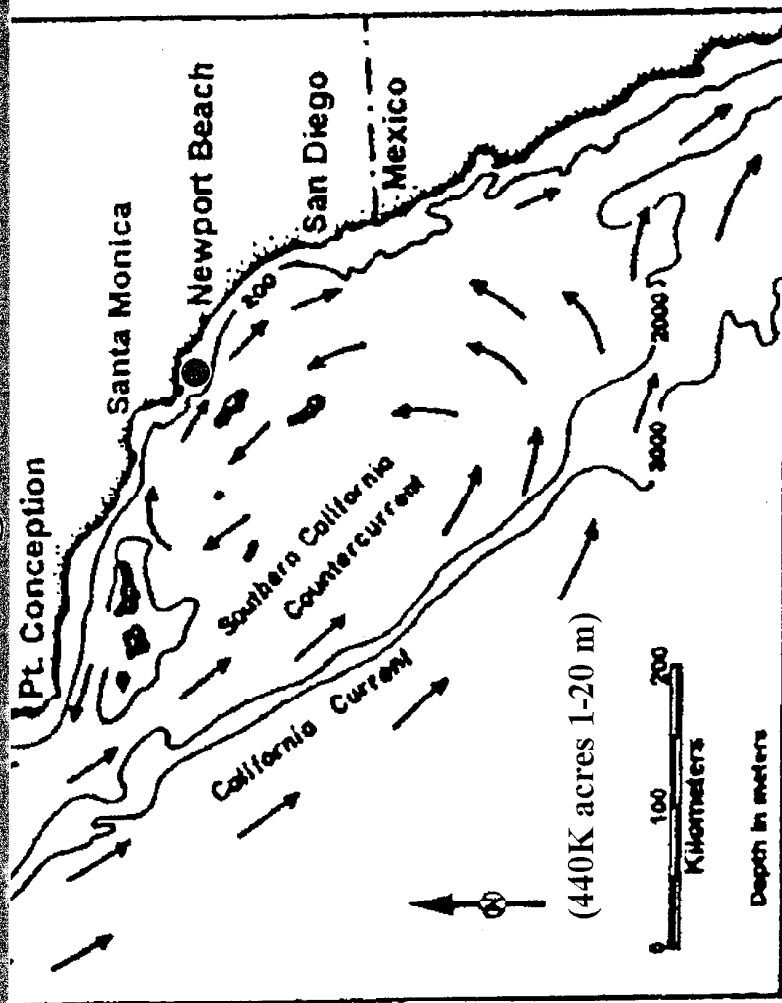 Pt. Conception
Santa Monica
Newport Beach
San Diego
Mexico
200
Southern California
Countercurrent
California Current
2000
3000
N
(440K acres 1-20 m)
0 100 200
Kilometers
Depth in meters